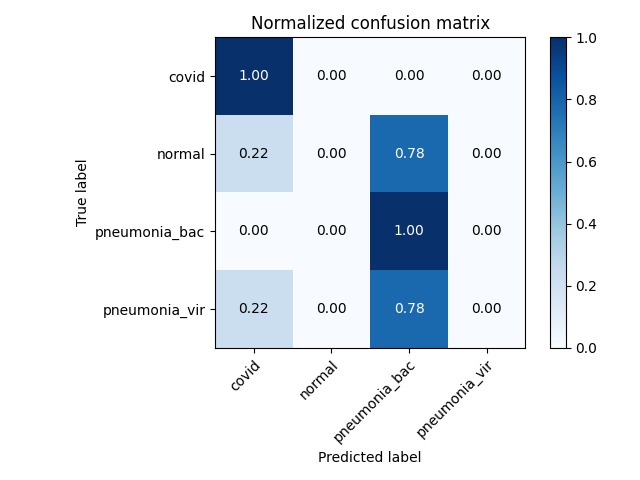 Normalized confusion matrix
True label
covid 1.00 0.00 0.00 0.00
normal 0.22 0.00 0.78 0.00
pneumonia_bac 0.00 0.00 1.00 0.00
pneumonia_vir 0.22 0.00 0.78 0.00
covid normal pneumonia_bac pneumonia_vir
Predicted label
1.0
0.8
0.6
0.4
0.2
0.0